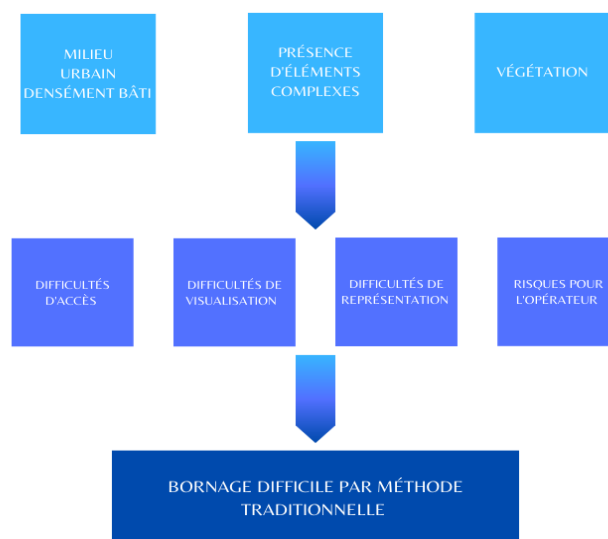 MILIEU
URBAIN
DENSÉMENT BÂTI
PRÉSENCE
D'ÉLÉMENTS
COMPLEXES
VÉGÉTATION
DIFFICULTÉS
D'ACCÈS
DIFFICULTÉS DE
VISUALISATION
DIFFICULTÉS DE
REPRÉSENTATION
RISQUES POUR
L'OPÉRATEUR
BORNAGE DIFFICILE PAR MÉTHODE
TRADITIONNELLE